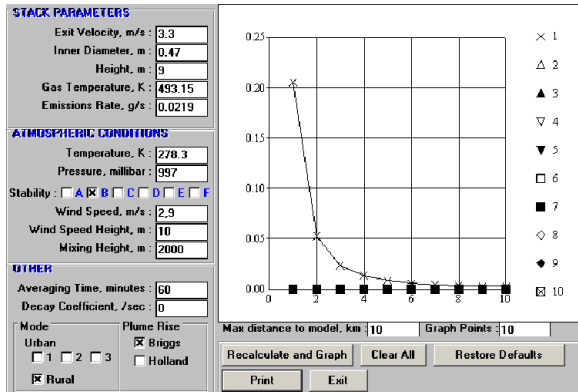 STACK PARAMETERS
Exit Velocity, m/s : 3.3
Inner Diameter, m : 0.47
Height, m : 9
Gas Temperature, K : 493.15
Emissions Rate, g/s : 0.0219
ATMOSPHERIC CONDITIONS
Temperature, K : 278.3
Pressure, millibar : 997
Stability : A B C D E F
Wind Speed, m/s : 2,9
Wind Speed Height, m : 10
Mixing Height, m : 2000
OTHER
Averaging Time, minutes : 60
Decay Coefficient, /sec : 0
Mode
Urban
1 2 3
Rural
Plume Rise
Briggs
Holland
0.25
0.20
0.15
0.10
0.05
0.00
0 2 4 6 8 10
1
2
3
4
5
6
7
8
9
10
Max distance to model, km : 10 Graph Points : 10
Recalculate and Graph Clear All Restore Defaults
Print Exit